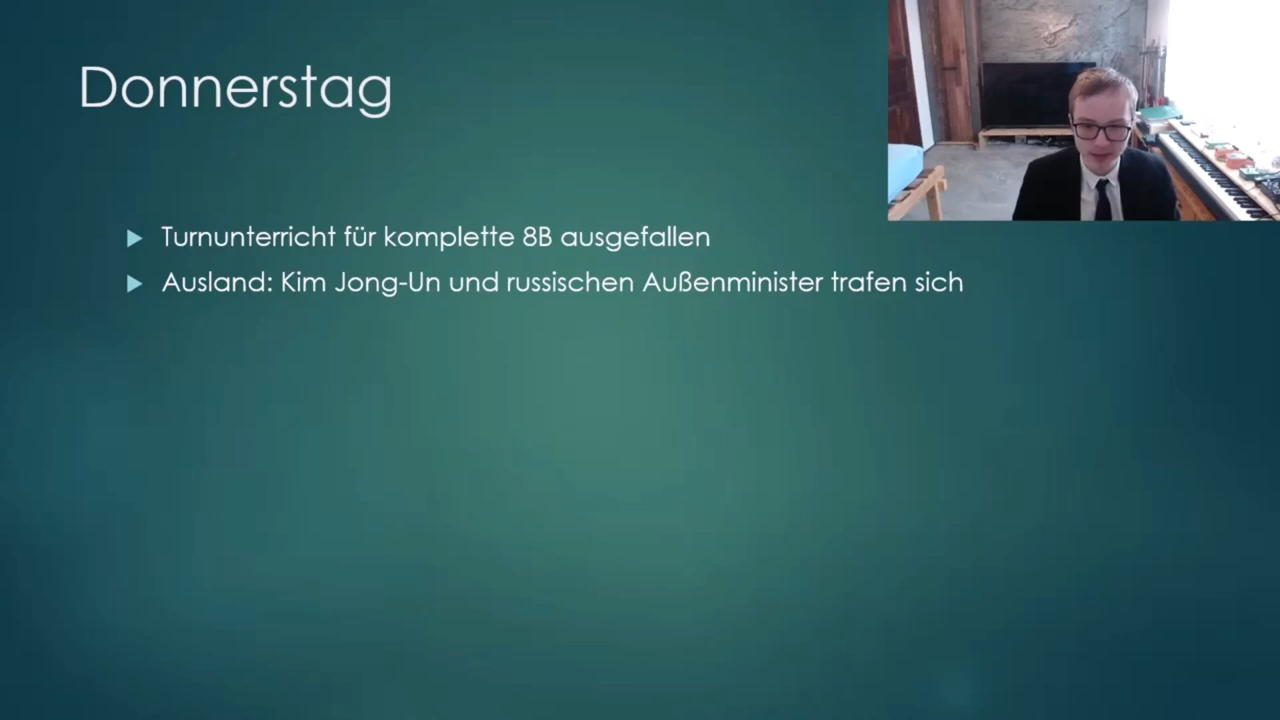 Donnerstag
Turnunterricht für komplette 8B ausgefallen
Ausland: Kim Jong-Un und russischen Außenminister trafen sich